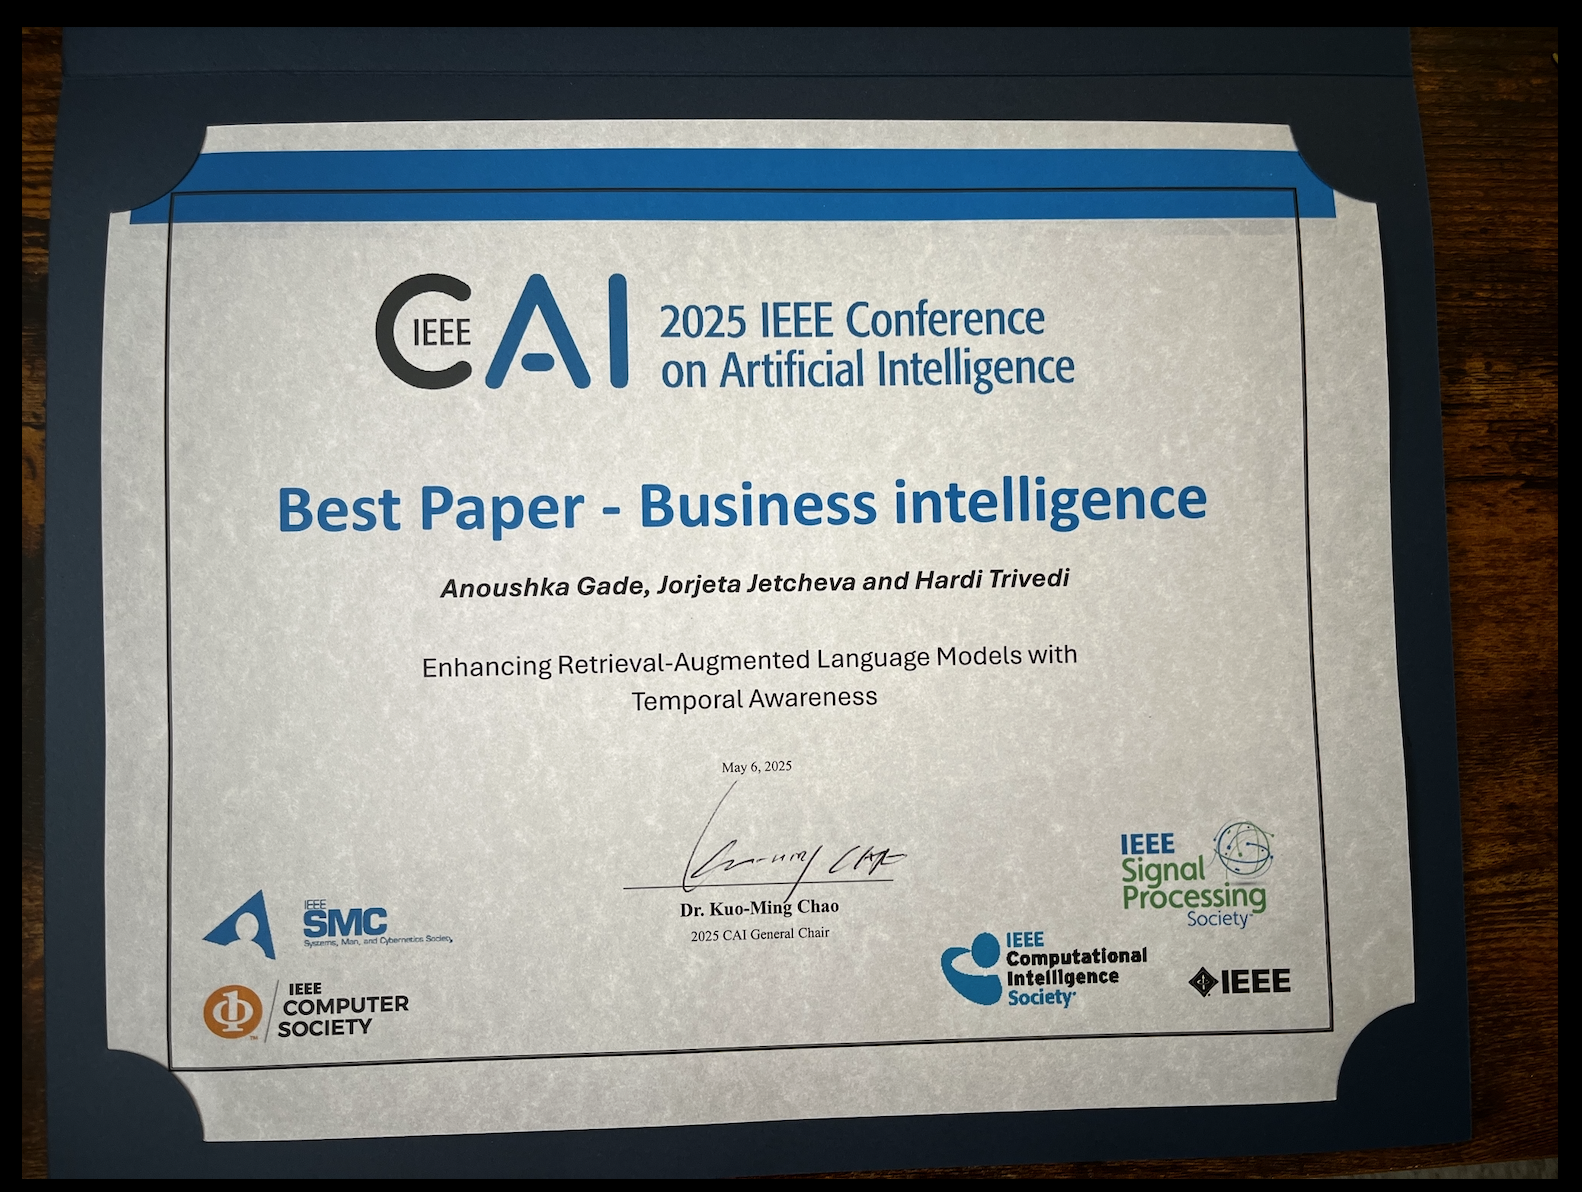 IEEE
CAI
2025 IEEE Conference
on Artificial Intelligence
Best Paper - Business intelligence
Anoushka Gade, Jorjeta Jetcheva and Hardi Trivedi
Enhancing Retrieval-Augmented Language Models with
Temporal Awareness
May 6, 2025
Dr. Kuo-Ming Chao
2025 CAI General Chair
IEEE
SMC
Systems, Man, and Cybernetics Society
IEEE
COMPUTER
SOCIETY
TM
IEEE
Signal
Processing
Society
IEEE
Computational
Intelligence
Society
IEEE